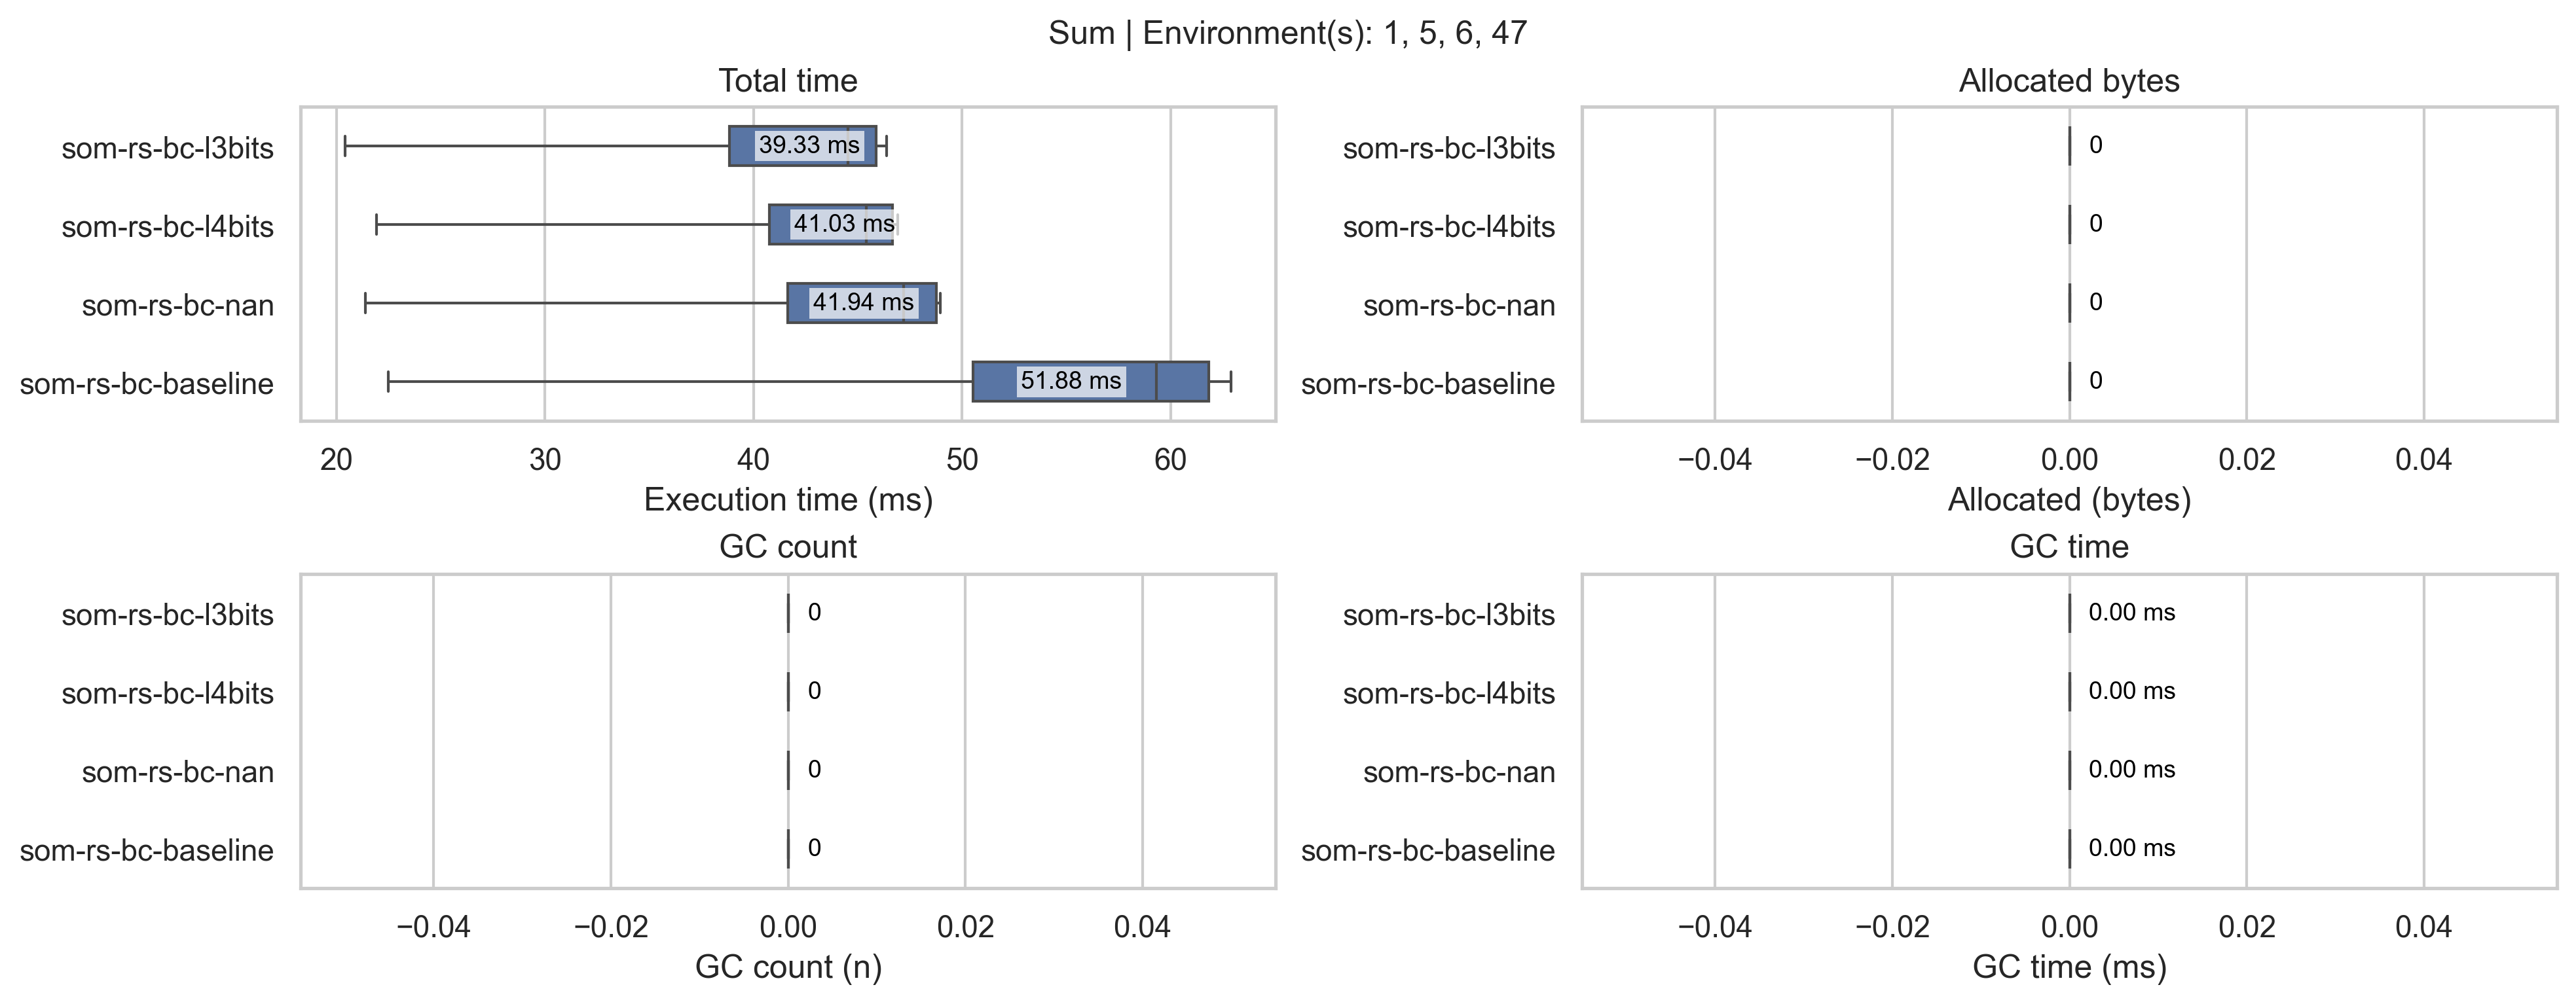 Sum | Environment(s): 1, 5, 6, 47
Total time
som-rs-bc-l3bits
39.33 ms
som-rs-bc-l4bits
41.03 ms
som-rs-bc-nan
41.94 ms
som-rs-bc-baseline
51.88 ms
20 30 40 50 60
Execution time (ms)
Allocated bytes
som-rs-bc-l3bits
0
som-rs-bc-l4bits
0
som-rs-bc-nan
0
som-rs-bc-baseline
0
−0.04 −0.02 0.00 0.02 0.04
Allocated (bytes)
GC count
som-rs-bc-l3bits
0
som-rs-bc-l4bits
0
som-rs-bc-nan
0
som-rs-bc-baseline
0
−0.04 −0.02 0.00 0.02 0.04
GC count (n)
GC time
som-rs-bc-l3bits
0.00 ms
som-rs-bc-l4bits
0.00 ms
som-rs-bc-nan
0.00 ms
som-rs-bc-baseline
0.00 ms
−0.04 −0.02 0.00 0.02 0.04
GC time (ms)